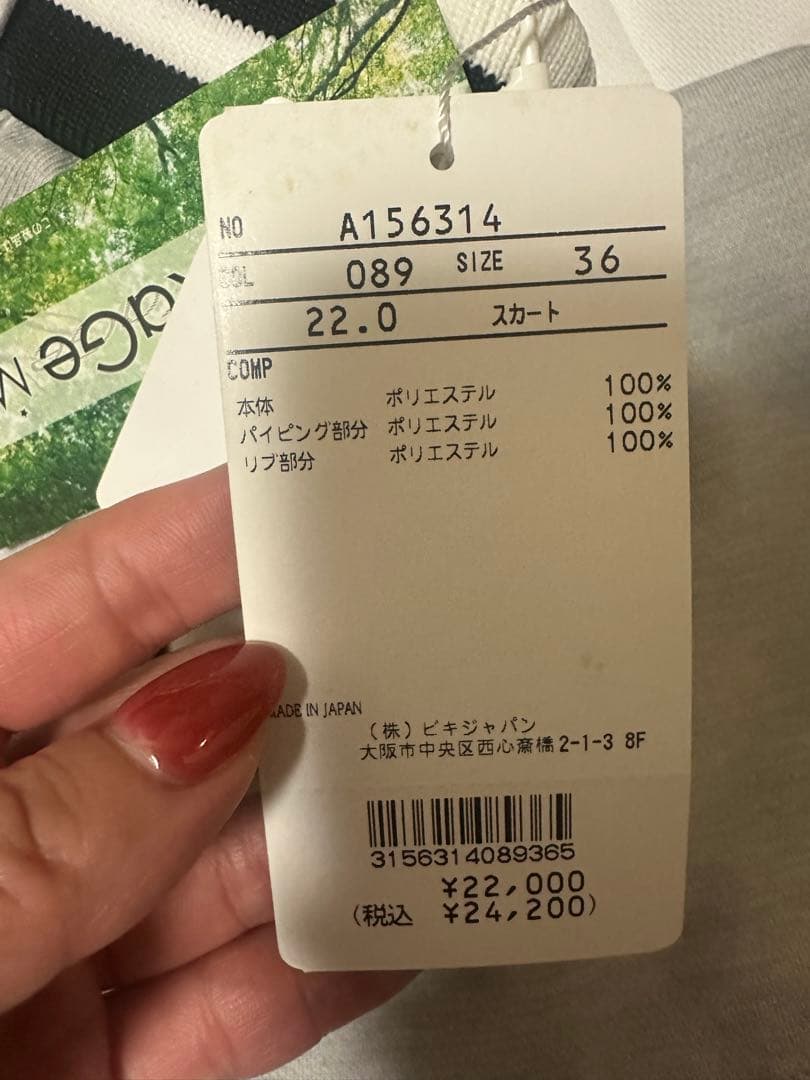 NO A156314
COL 089 SIZE 36
22.0 スカート
COMP
本体 ポリエステル 100%
パイピング部分 ポリエステル 100%
リブ部分 ポリエステル 100%
MADE IN JAPAN
(株)ビキジャパン
大阪市中央区西心斎橋2-1-3 8F
3156314089365
¥22,000
(税込 ¥24,200)